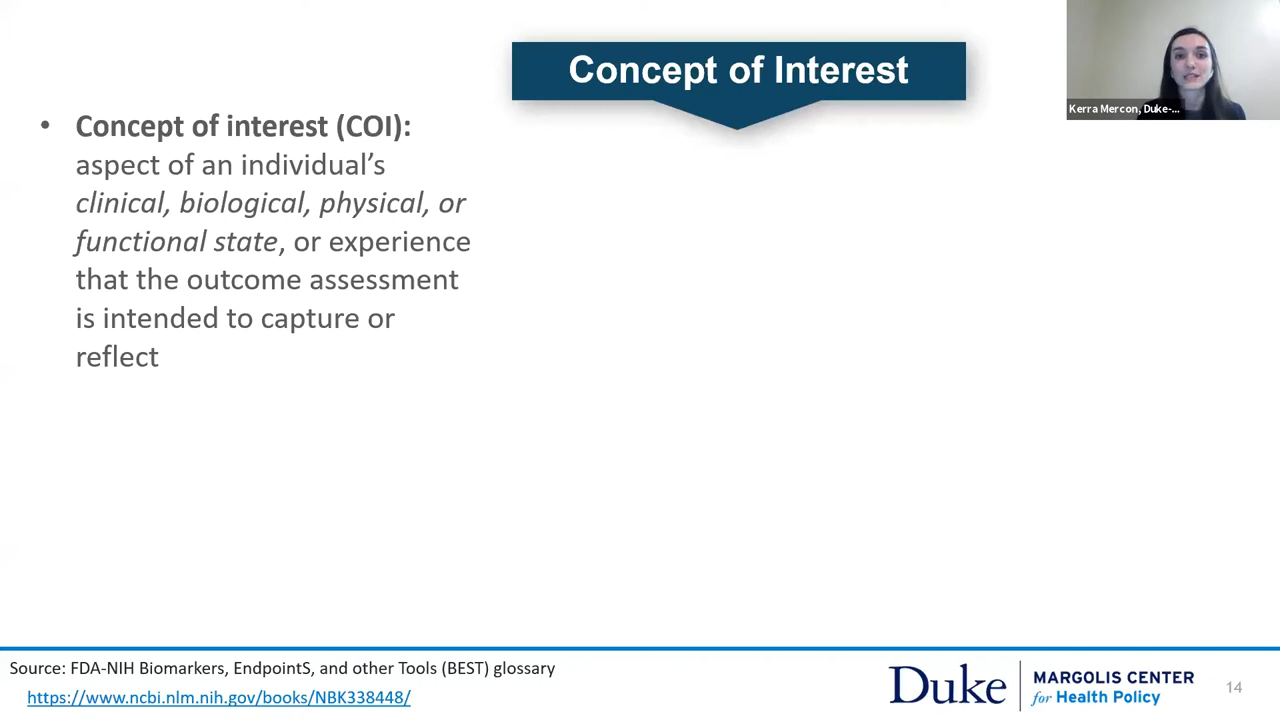 Concept of Interest
Kerra Mercon, Duke-...
• Concept of interest (COI):
aspect of an individual’s
clinical, biological, physical, or
functional state, or experience
that the outcome assessment
is intended to capture or
reflect
Source: FDA-NIH Biomarkers, EndpointS, and other Tools (BEST) glossary
https://www.ncbi.nlm.nih.gov/books/NBK338448/
Duke
MARGOLIS CENTER
for Health Policy
14